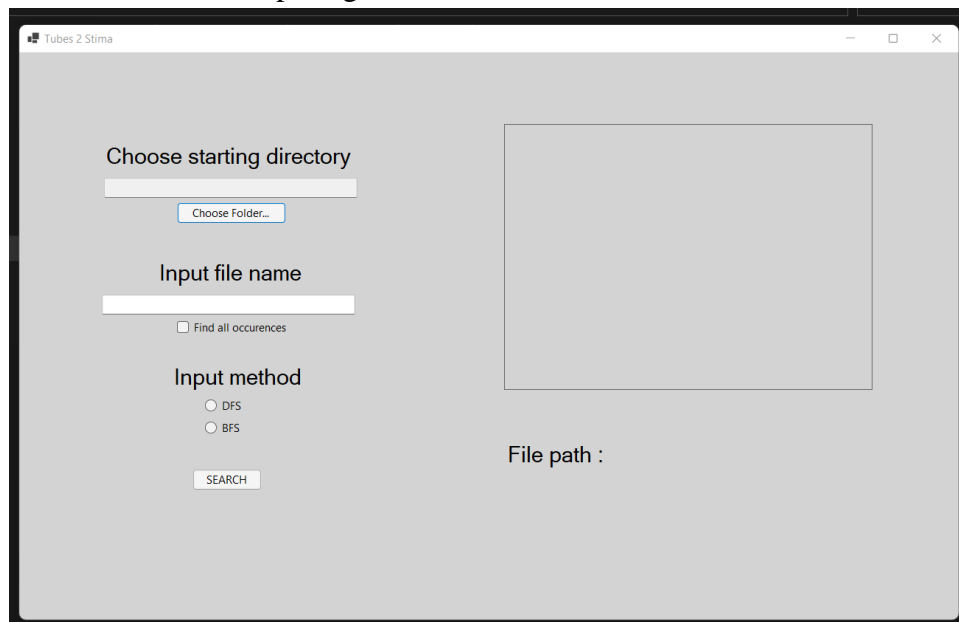 Tubes 2 Stima
Choose starting directory
Choose Folder...
Input file name
Find all occurences
Input method
DFS
BFS
SEARCH
File path :